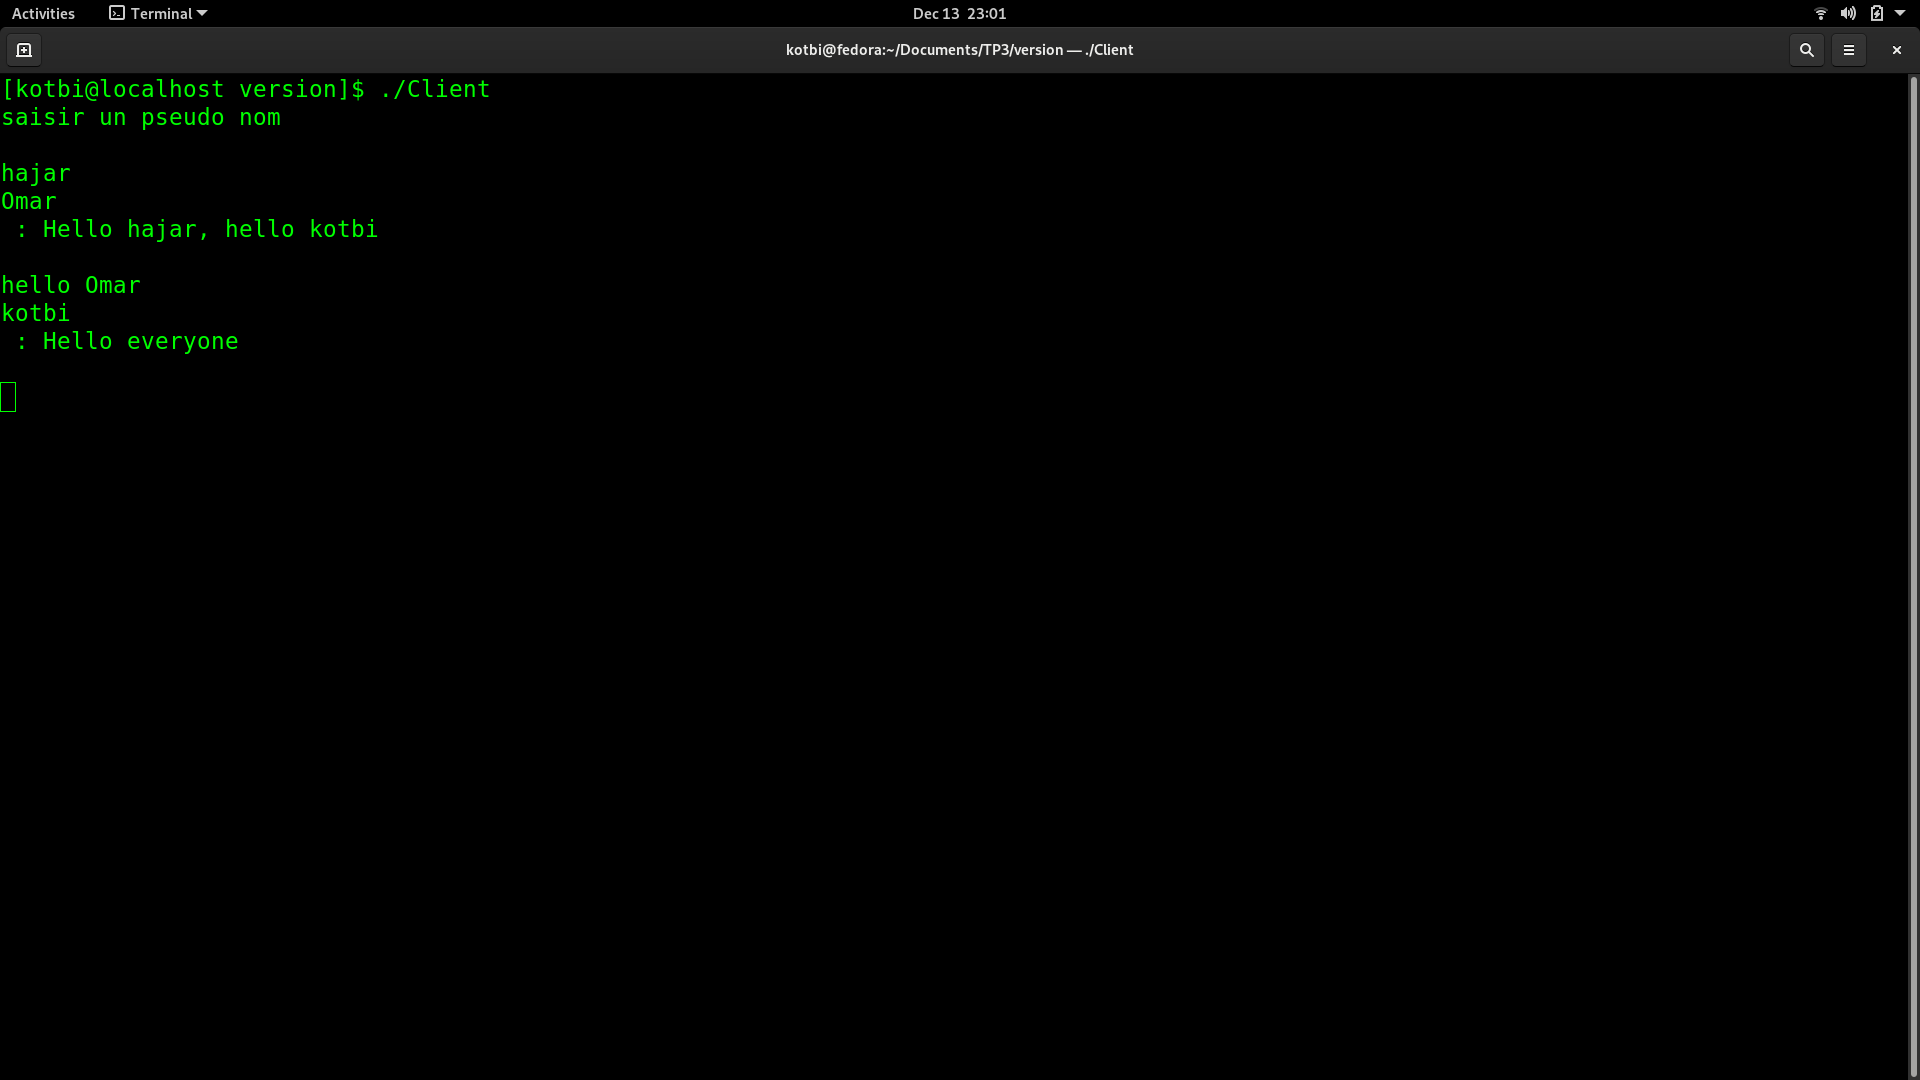 Activities Terminal Dec 13 23:01
kotbi@fedora:~/Documents/TP3/version — ./Client
[kotbi@localhost version]$ ./Client
saisir un pseudo nom
hajar
Omar
 : Hello hajar, hello kotbi
hello Omar
kotbi
 : Hello everyone